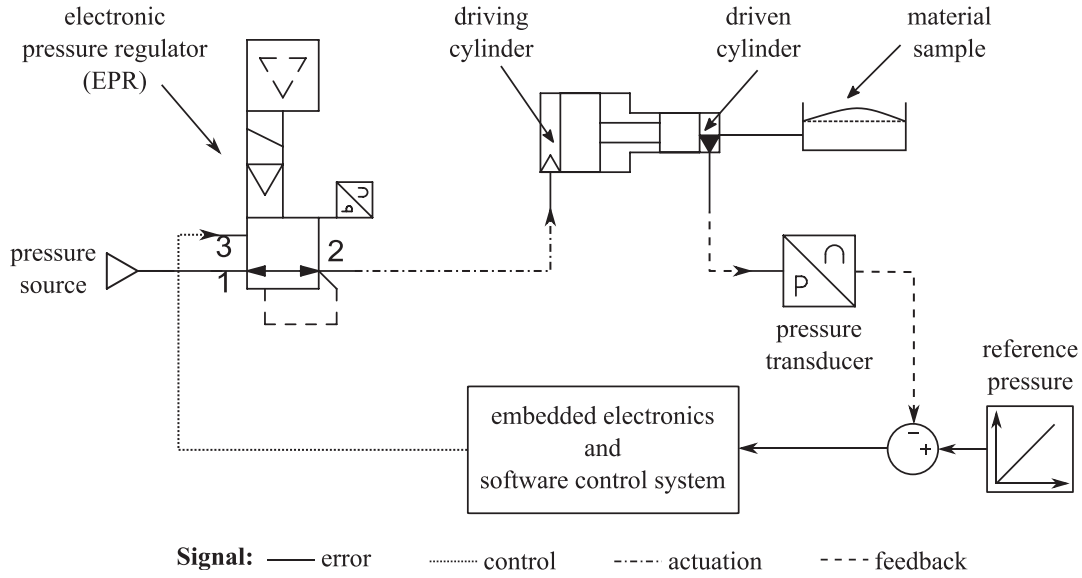 electronic
pressure regulator
(EPR)
driving
cylinder
driven
cylinder
material
sample
pressure
source
3
1
2
P
U
P
U
pressure
transducer
reference
pressure
−
+
embedded electronics
and
software control system
Signal: error control actuation feedback